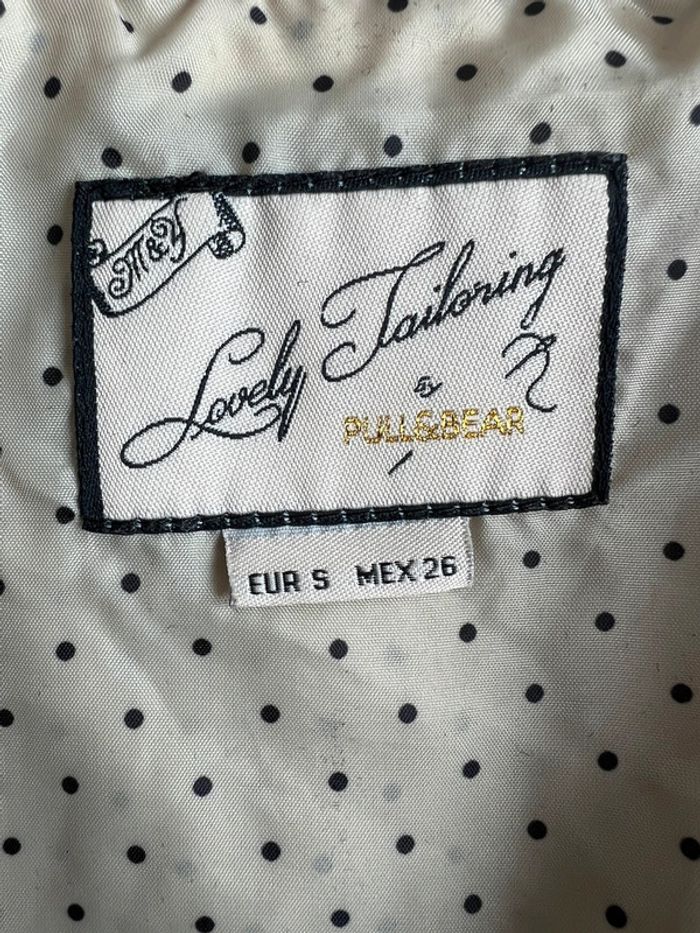 M&Y
Lovely Tailoring
By
PULL&BEAR
EUR S MEX 26